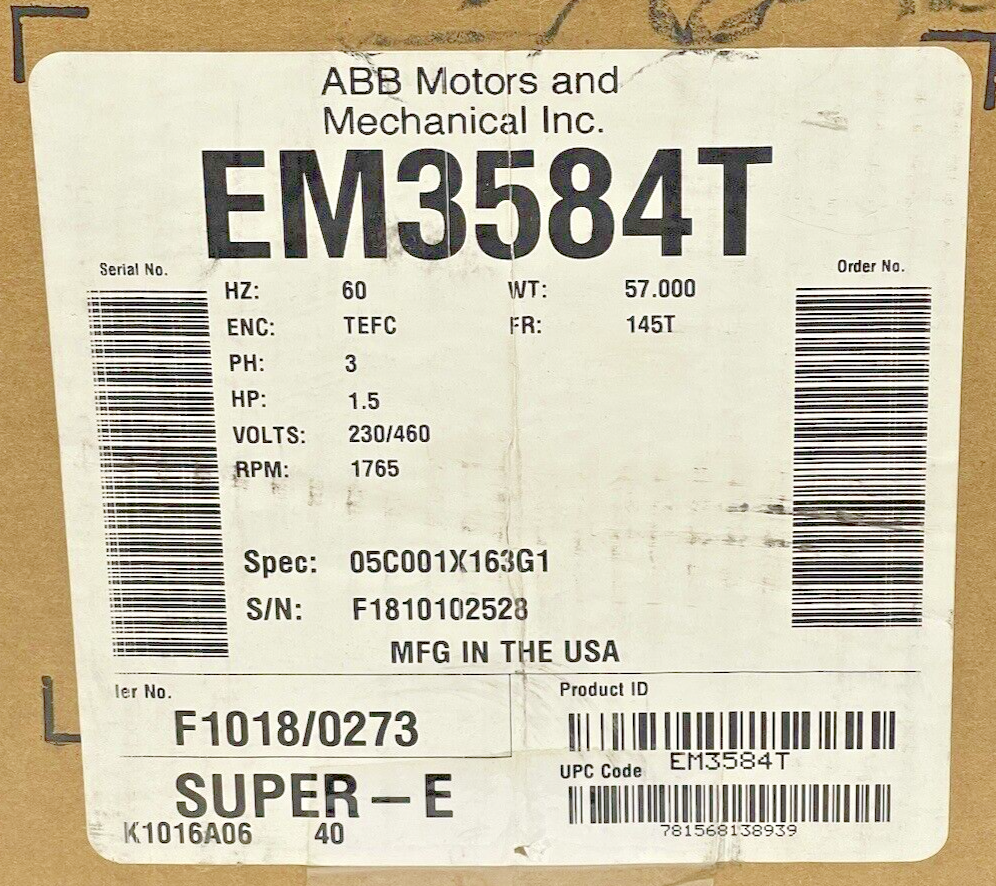 ABB Motors and
Mechanical Inc.
EM3584T
Serial No.
Order No.
HZ: 60 WT: 57.000
ENC: TEFC FR: 145T
PH: 3
HP: 1.5
VOLTS: 230/460
RPM: 1765
Spec: 05C001X163G1
S/N: F1810102528
MFG IN THE USA
ler No.
F1018/0273
Product ID
EM3584T
SUPER-E
UPC Code
781568138939
K1016A06 40